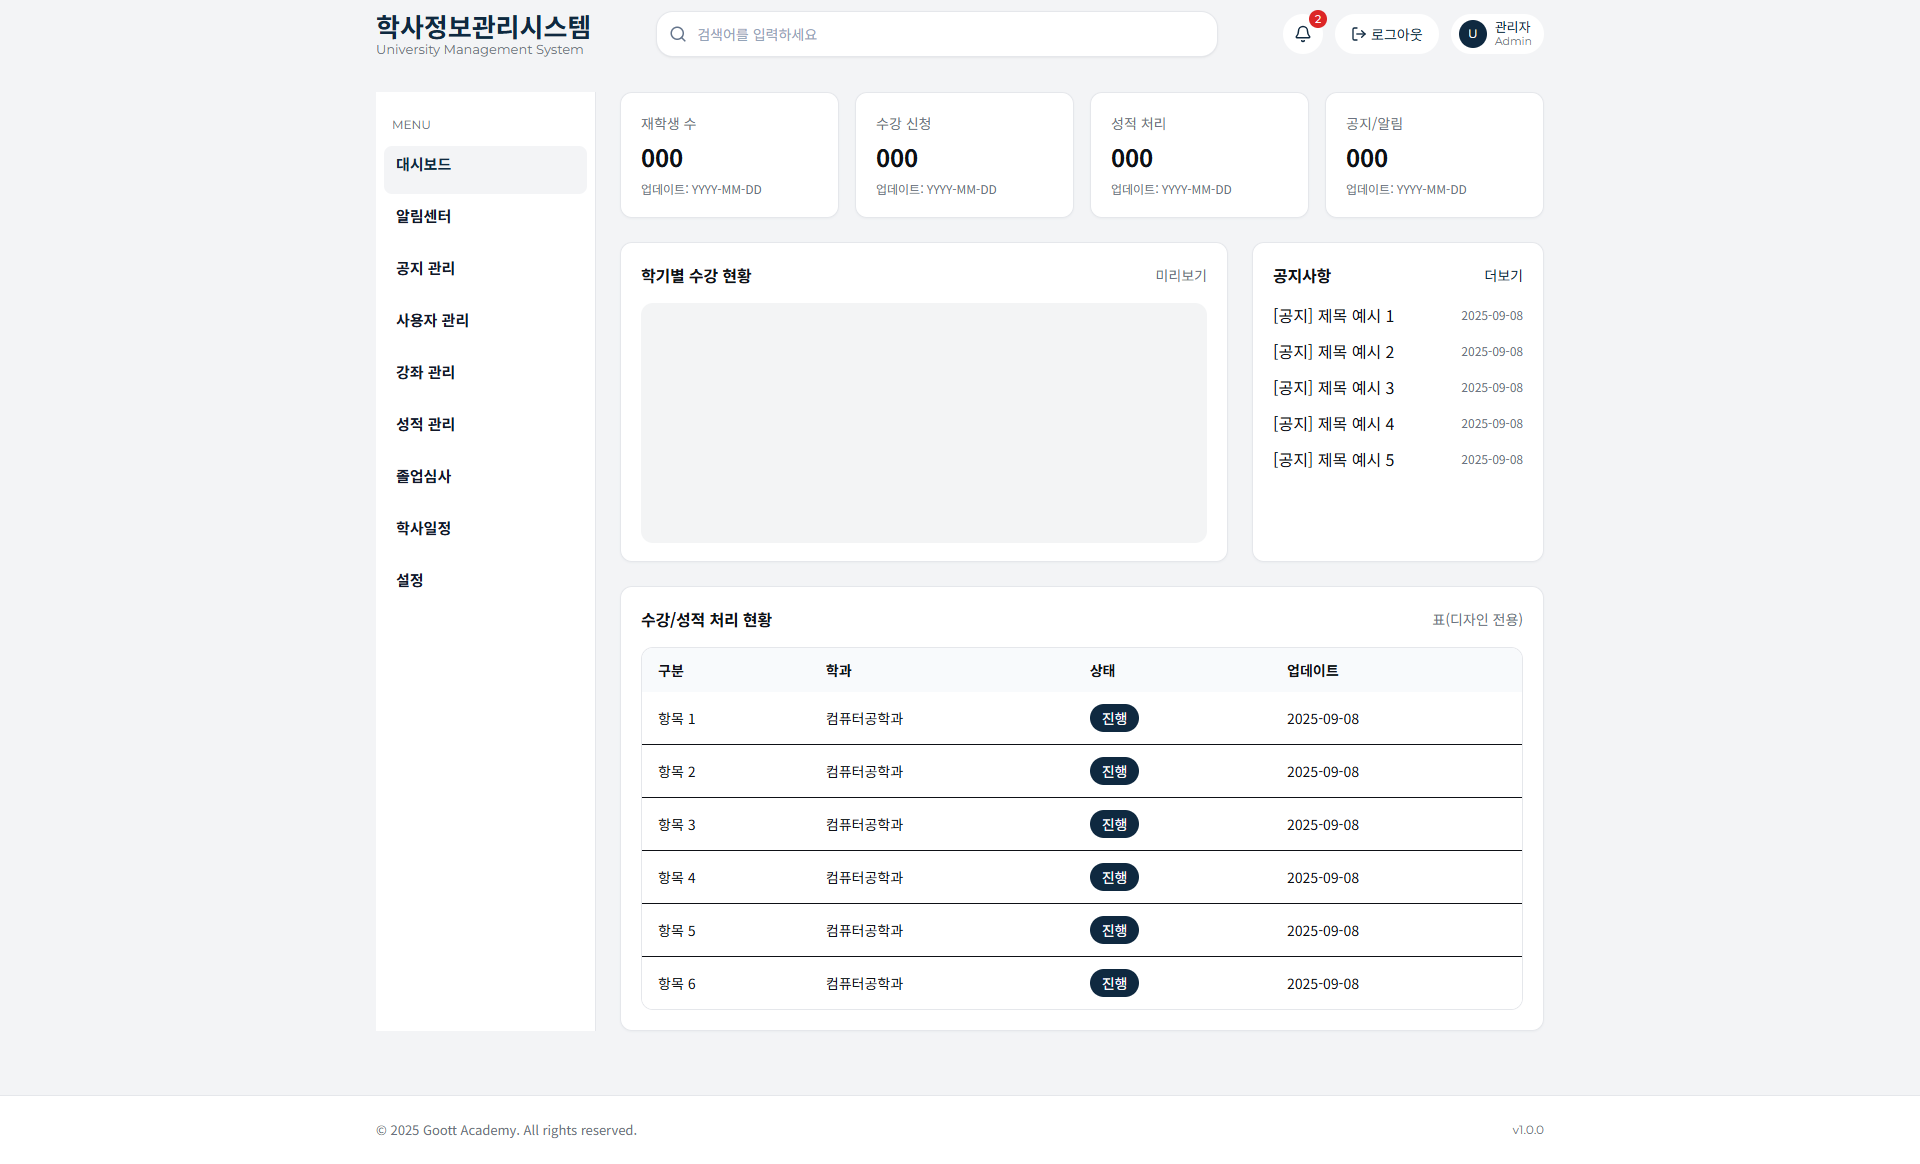 학사정보관리시스템
University Management System
검색어를 입력하세요
2
로그아웃
U
관리자
Admin
MENU
대시보드
알림센터
공지 관리
사용자 관리
강좌 관리
성적 관리
졸업심사
학사일정
설정
재학생 수
000
업데이트: YYYY-MM-DD
수강 신청
000
업데이트: YYYY-MM-DD
성적 처리
000
업데이트: YYYY-MM-DD
공지/알림
000
업데이트: YYYY-MM-DD
학기별 수강 현황
미리보기
공지사항
더보기
[공지] 제목 예시 1 2025-09-08
[공지] 제목 예시 2 2025-09-08
[공지] 제목 예시 3 2025-09-08
[공지] 제목 예시 4 2025-09-08
[공지] 제목 예시 5 2025-09-08
수강/성적 처리 현황
표(디자인 전용)
구분 학과 상태 업데이트
항목 1 컴퓨터공학과 진행 2025-09-08
항목 2 컴퓨터공학과 진행 2025-09-08
항목 3 컴퓨터공학과 진행 2025-09-08
항목 4 컴퓨터공학과 진행 2025-09-08
항목 5 컴퓨터공학과 진행 2025-09-08
항목 6 컴퓨터공학과 진행 2025-09-08
© 2025 Goott Academy. All rights reserved.
v1.0.0